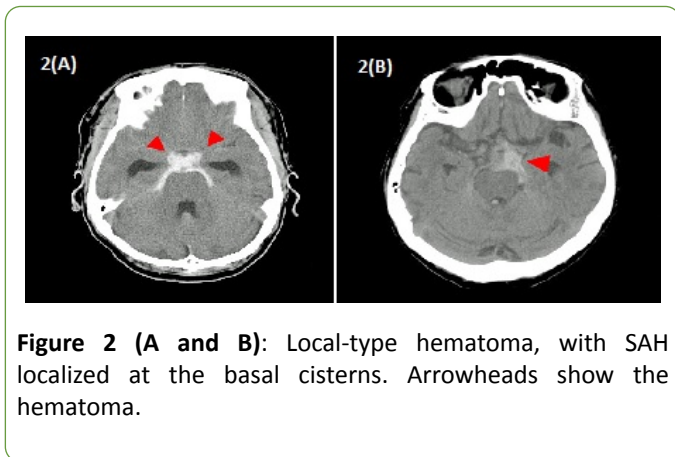 2(A)
2(B)
Figure 2 (A and B): Local-type hematoma, with SAH
localized at the basal cisterns. Arrowheads show the
hematoma.